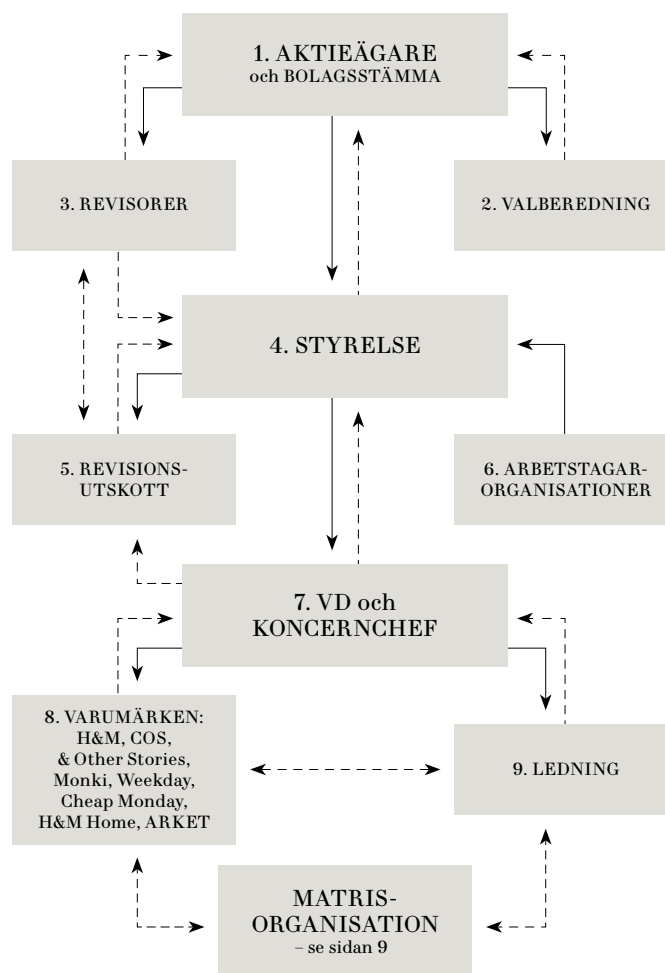 1. AKTIEÄGARE
och BOLAGSSTÄMMA
3. REVISORER
2. VALBEREDNING
4. STYRELSE
5. REVISIONS-
UTSKOTT
6. ARBETSTAGAR-
ORGANISATIONER
7. VD och
KONCERNCHEF
8. VARUMÄRKEN:
H&M, COS,
& Other Stories,
Monki, Weekday,
Cheap Monday,
H&M Home, ARKET
9. LEDNING
MATRIS-
ORGANISATION
– se sidan 9